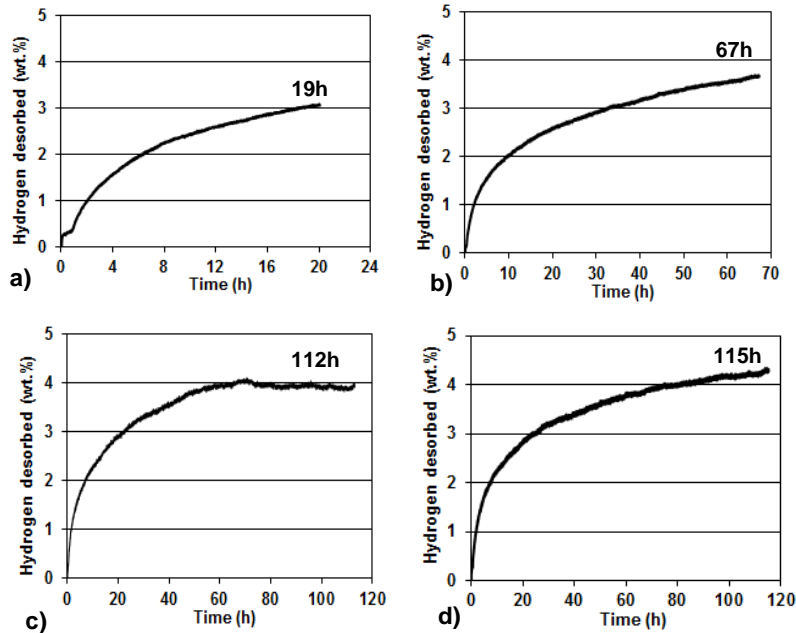 Hydrogen desorbed (wt.%)
5
4
3
2
1
0
19h
0 4 8 12 16 20 24
Time (h)
a)
Hydrogen desorbed (wt.%)
5
4
3
2
1
0
67h
0 10 20 30 40 50 60 70
Time (h)
b)
Hydrogen desorbed (wt.%)
5
4
3
2
1
0
112h
0 20 40 60 80 100 120
Time (h)
c)
Hydrogen desorbed (wt.%)
5
4
3
2
1
0
115h
0 20 40 60 80 100 120
Time (h)
d)